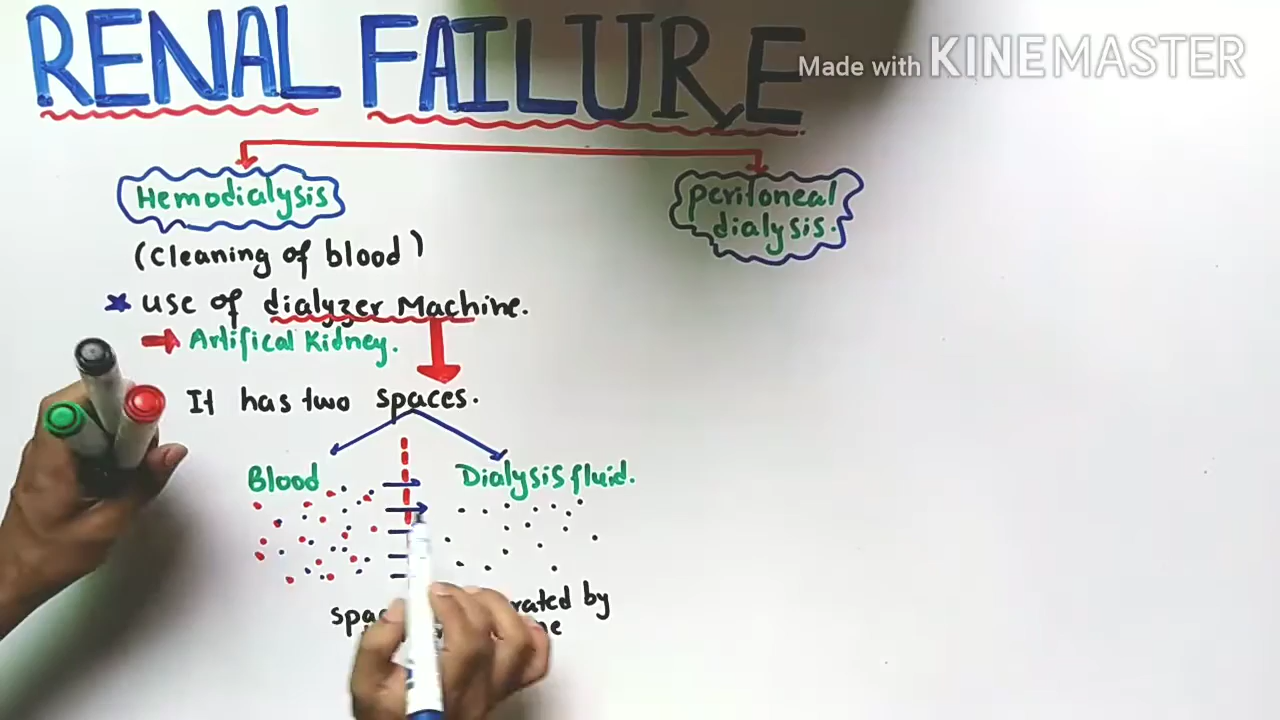 RENAL FAILURE
Made with KINEMASTER
Hemodialysis
peritoneal
dialysis.
(cleaning of blood)
* use of dialyzer Machine.
Artifical Kidney.
It has two spaces.
Blood
Dialysis fluid.
by